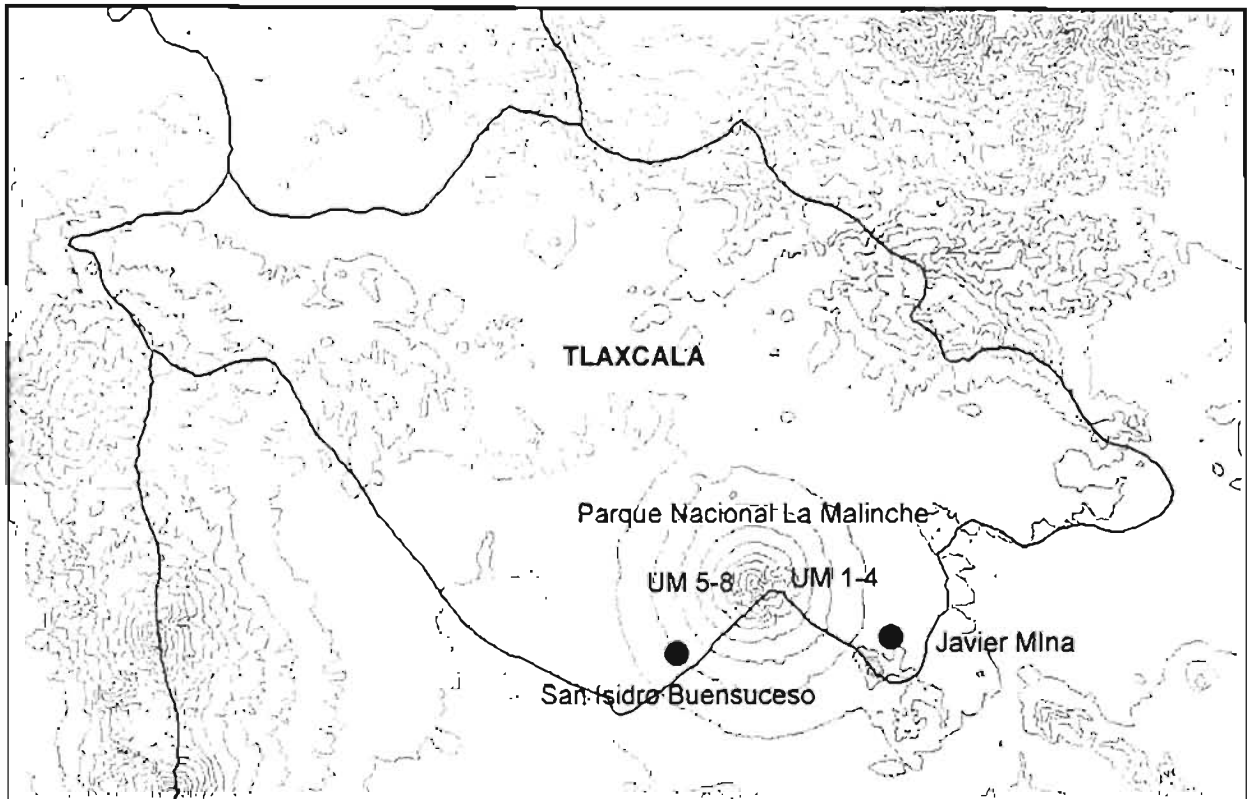 TLAXCALA
Parque Nacional La Malinche
UM 5-8
UM 1-4
Javier Mina
San Isidro Buensuceso